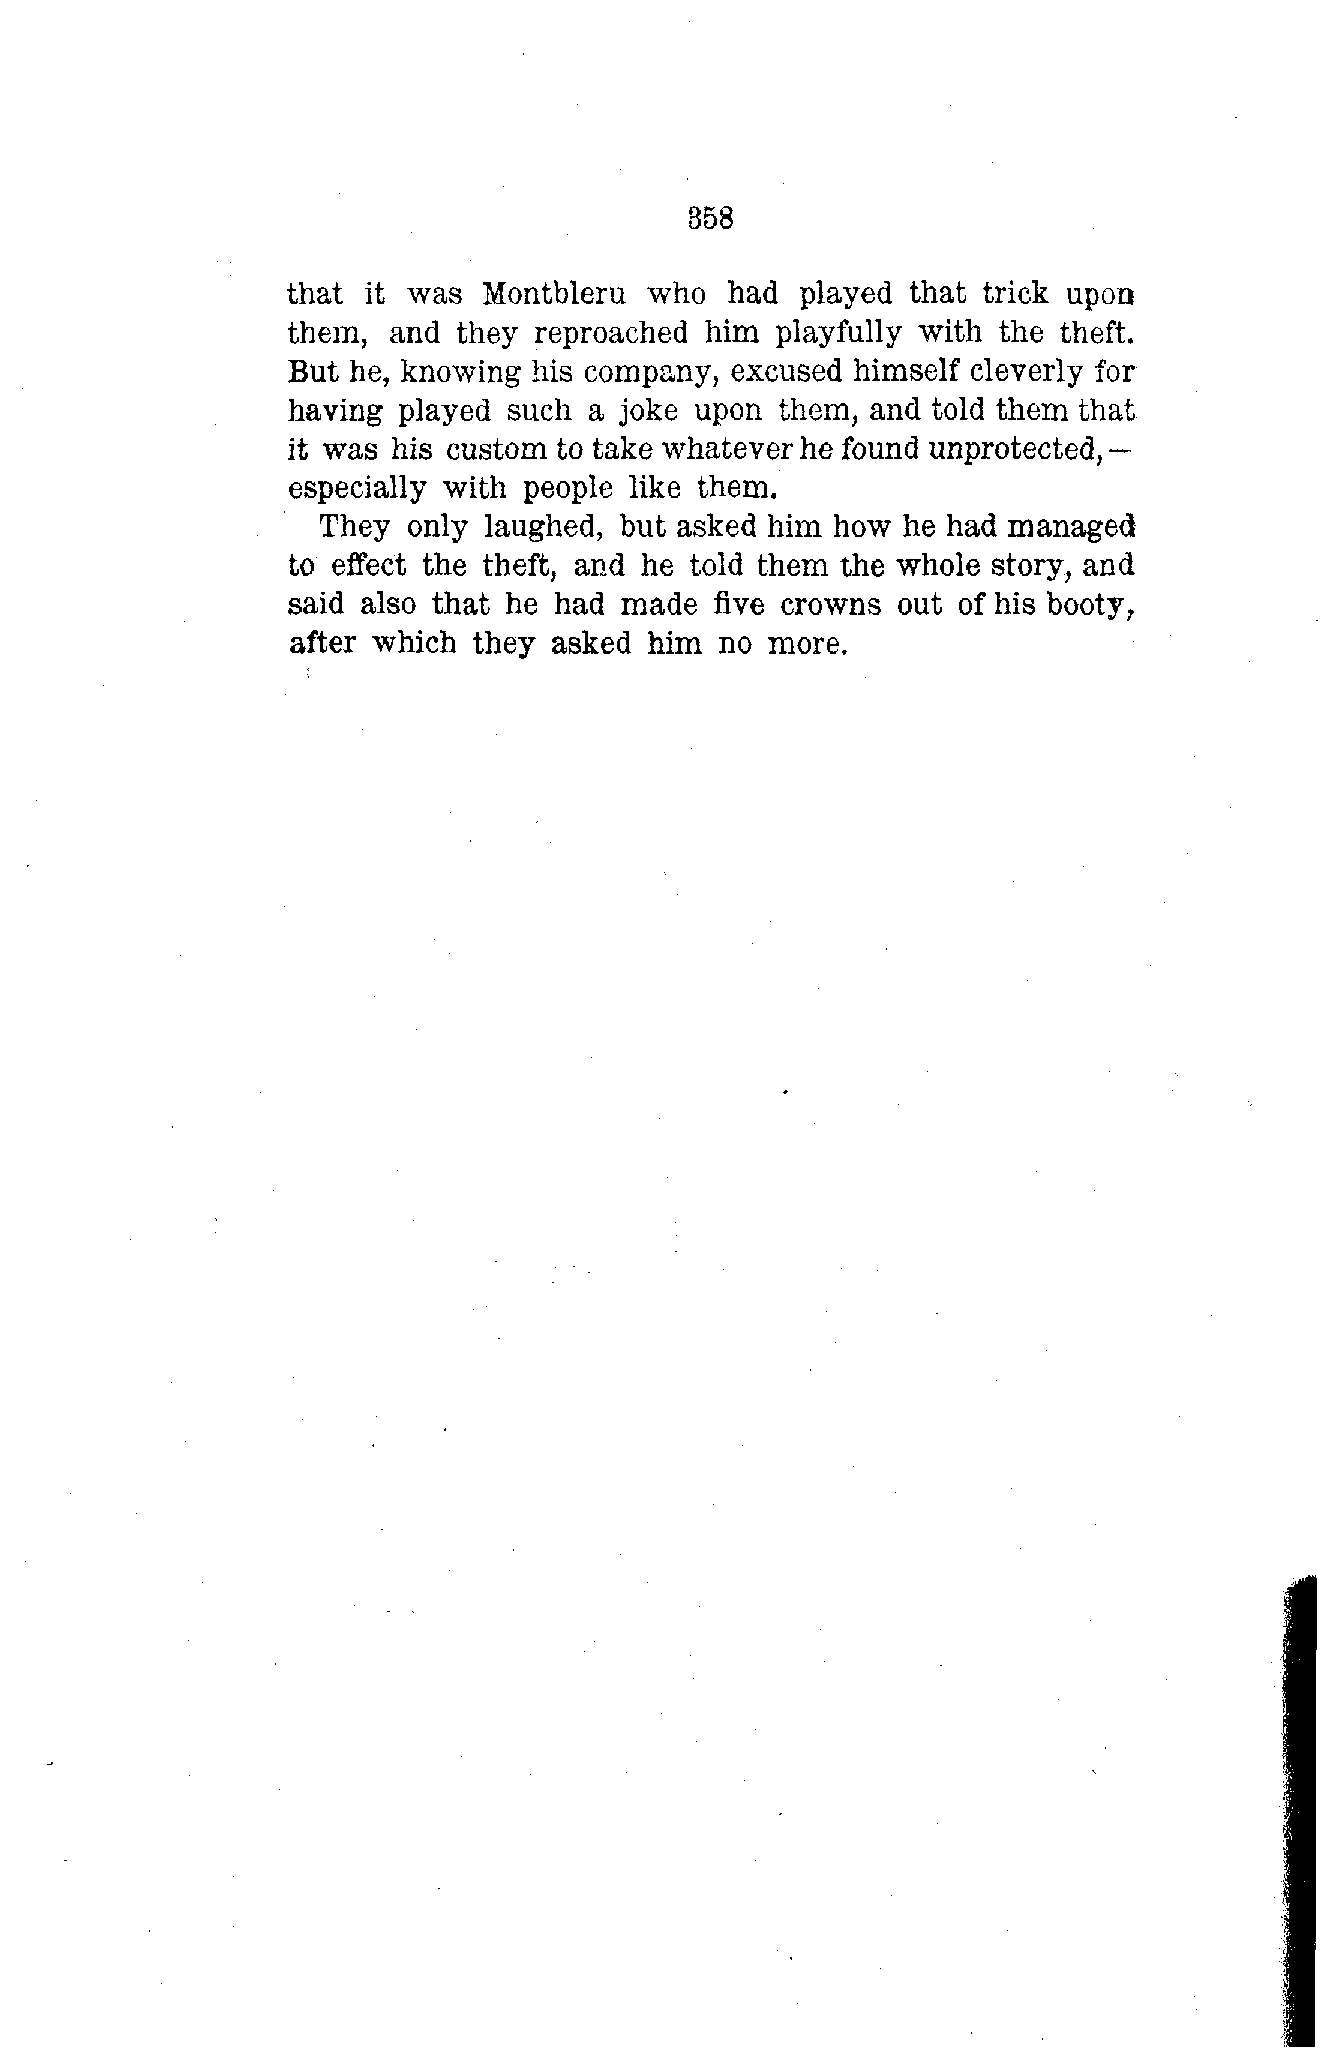 358
that it was Montbleru who had played that trick upon
them, and they reproached him playfully with the theft.
But he, knowing his company, excused himself cleverly for
having played such a joke upon them, and told them that
it was his custom to take whatever he found unprotected,—
especially with people like them.
They only laughed, but asked him how he had managed
to effect the theft, and he told them the whole story, and
said also that he had made five crowns out of his booty,
after which they asked him no more.